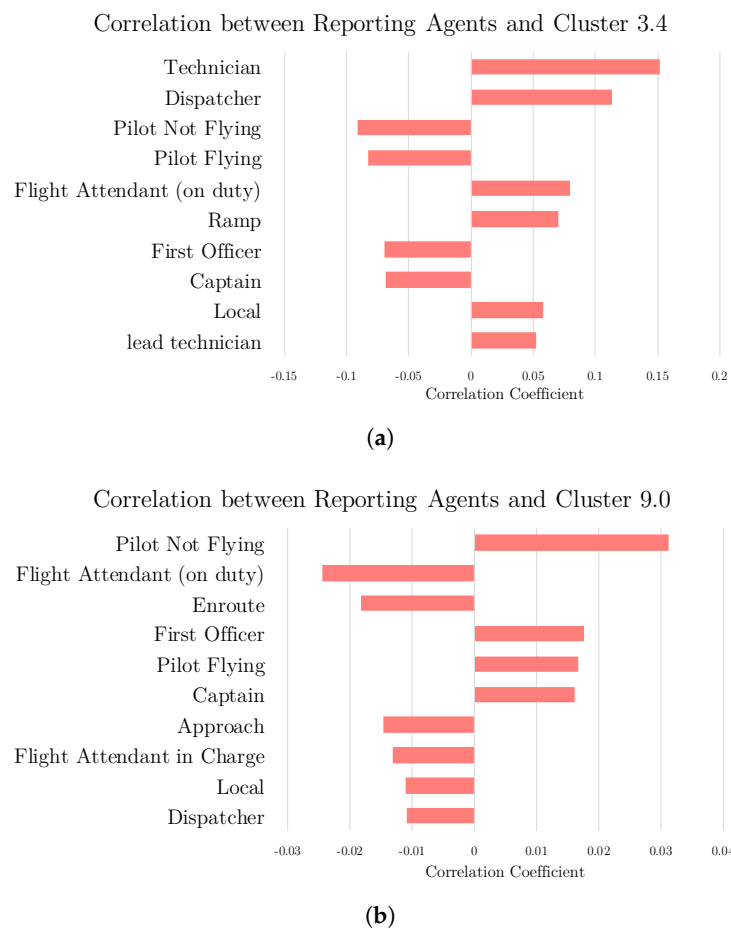 Correlation between Reporting Agents and Cluster 3.4
Technician
Dispatcher
Pilot Not Flying
Pilot Flying
Flight Attendant (on duty)
Ramp
First Officer
Captain
Local
lead technician
-0.15 -0.1 -0.05 0 0.05 0.1 0.15 0.2
Correlation Coefficient
(a)
Correlation between Reporting Agents and Cluster 9.0
Pilot Not Flying
Flight Attendant (on duty)
Enroute
First Officer
Pilot Flying
Captain
Approach
Flight Attendant in Charge
Local
Dispatcher
-0.03 -0.02 -0.01 0 0.01 0.02 0.03 0.04
Correlation Coefficient
(b)